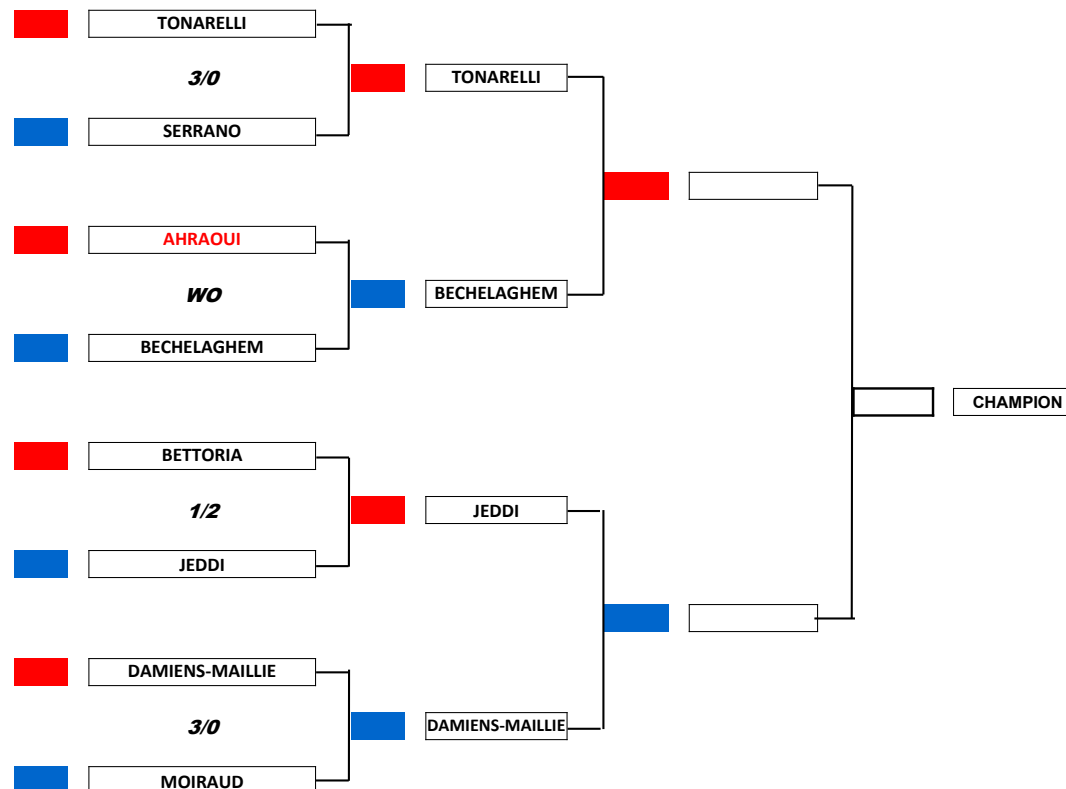 TONARELLI
3/0
SERRANO
TONARELLI
AHRAOUI
WO
BECHELAGHEM
BECHELAGHEM
BETTORIA
1/2
JEDDI
JEDDI
DAMIENS-MAILLIE
3/0
MOIRAUD
DAMIENS-MAILLIE
CHAMPION